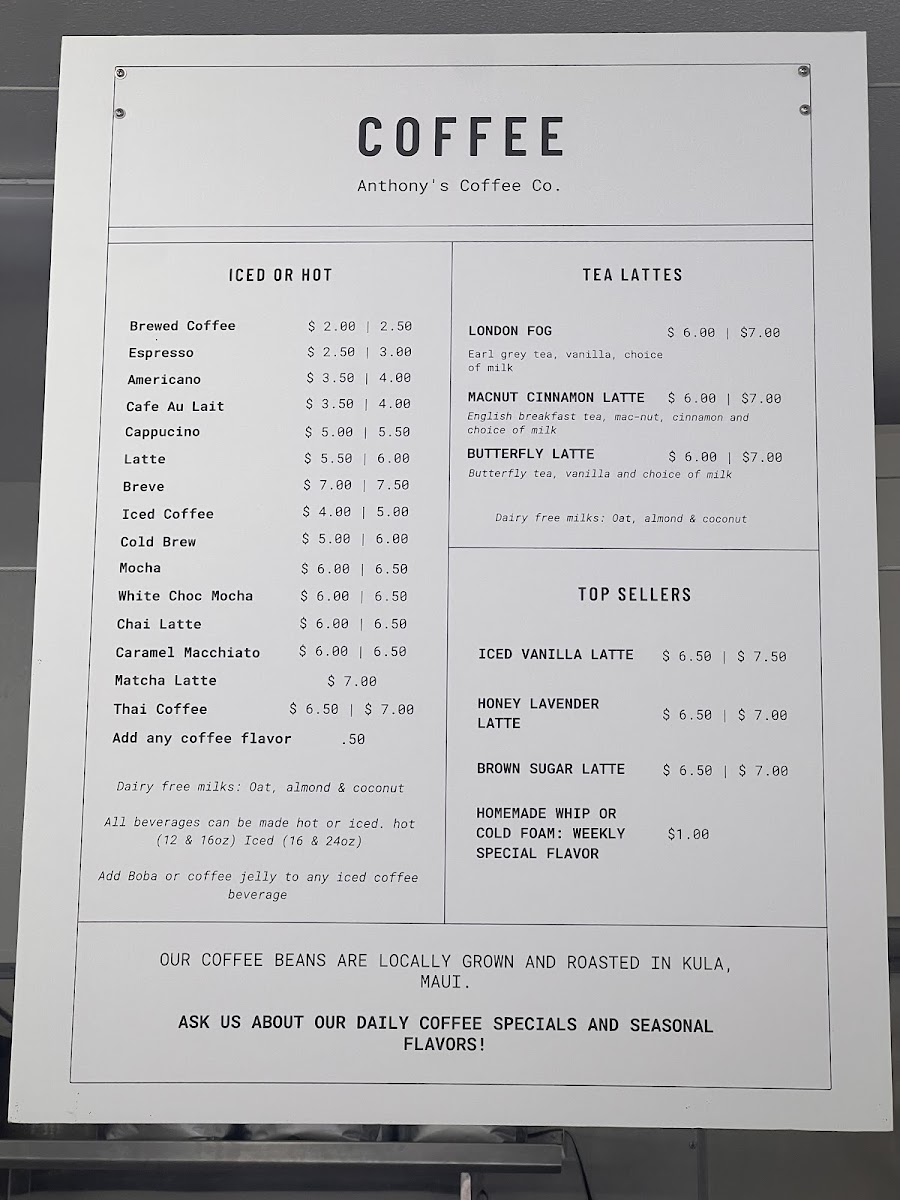 COFFEE
Anthony's Coffee Co.
ICED OR HOT
Brewed Coffee $ 2.00 | 2.50
Espresso $ 2.50 | 3.00
Americano $ 3.50 | 4.00
Cafe Au Lait $ 3.50 | 4.00
Cappucino $ 5.00 | 5.50
Latte $ 5.50 | 6.00
Breve $ 7.00 | 7.50
Iced Coffee $ 4.00 | 5.00
Cold Brew $ 5.00 | 6.00
Mocha $ 6.00 | 6.50
White Choc Mocha $ 6.00 | 6.50
Chai Latte $ 6.00 | 6.50
Caramel Macchiato $ 6.00 | 6.50
Matcha Latte $ 7.00
Thai Coffee $ 6.50 | $ 7.00
Add any coffee flavor .50
Dairy free milks: Oat, almond & coconut
All beverages can be made hot or iced. hot
(12 & 16oz) Iced (16 & 24oz)
Add Boba or coffee jelly to any iced coffee
beverage
TEA LATTES
LONDON FOG $ 6.00 | $7.00
Earl grey tea, vanilla, choice
of milk
MACNUT CINNAMON LATTE $ 6.00 | $7.00
English breakfast tea, mac-nut, cinnamon and
choice of milk
BUTTERFLY LATTE $ 6.00 | $7.00
Butterfly tea, vanilla and choice of milk
Dairy free milks: Oat, almond & coconut
TOP SELLERS
ICED VANILLA LATTE $ 6.50 | $ 7.50
HONEY LAVENDER
LATTE $ 6.50 | $ 7.00
BROWN SUGAR LATTE $ 6.50 | $ 7.00
HOMEMADE WHIP OR
COLD FOAM: WEEKLY $1.00
SPECIAL FLAVOR
OUR COFFEE BEANS ARE LOCALLY GROWN AND ROASTED IN KULA,
MAUI.
ASK US ABOUT OUR DAILY COFFEE SPECIALS AND SEASONAL
FLAVORS!